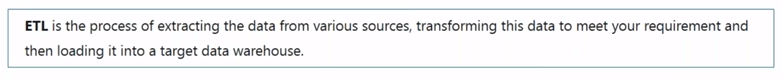 ETL is the process of extracting the data from various sources, transforming this data to meet your requirement and
then loading it into a target data warehouse.